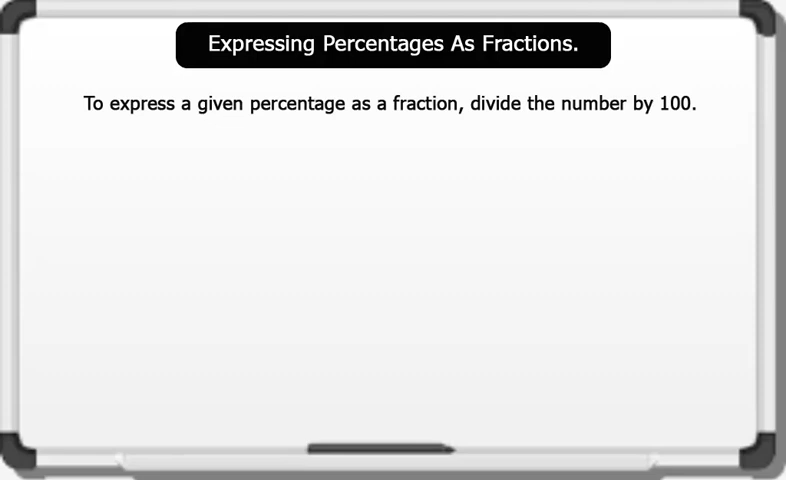 Expressing Percentages As Fractions.
To express a given percentage as a fraction, divide the number by 100.